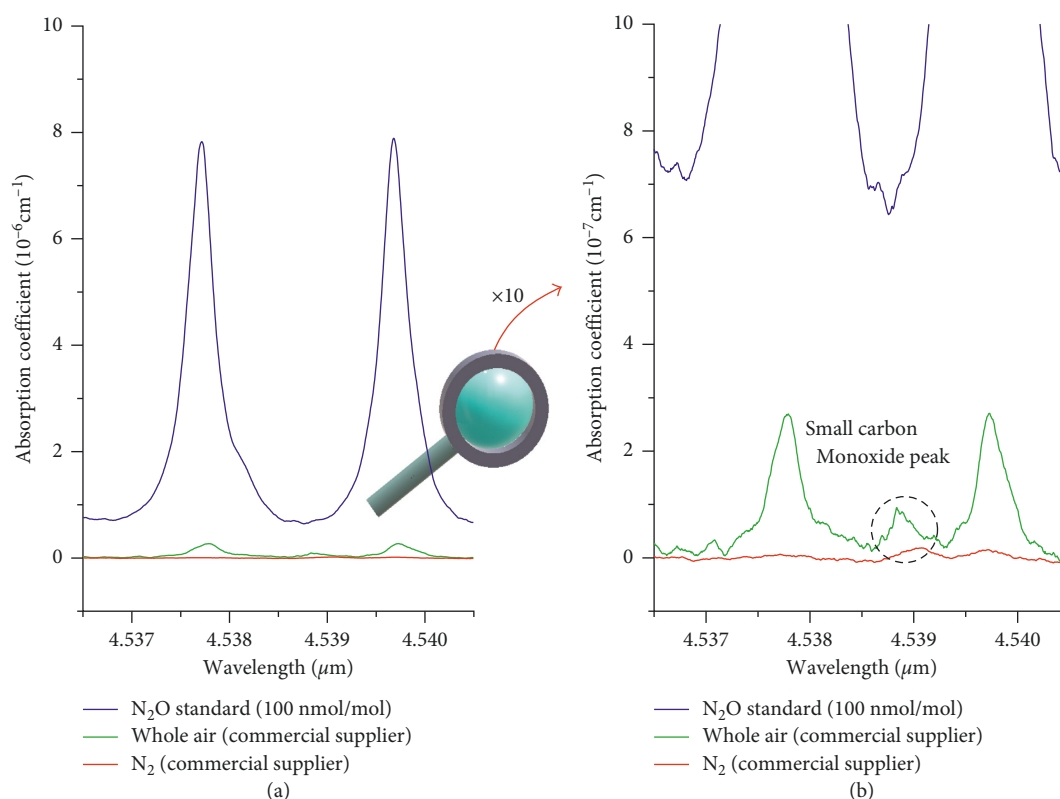 10
8
6
4
2
0
Absorption coefficient (10⁻⁶cm⁻¹)
4.537 4.538 4.539 4.540
Wavelength (μm)
×10
N₂O standard (100 nmol/mol)
Whole air (commercial supplier)
N₂ (commercial supplier)
(a)
10
8
6
4
2
0
Absorption coefficient (10⁻⁷cm⁻¹)
Small carbon
Monoxide peak
4.537 4.538 4.539 4.540
Wavelength (μm)
N₂O standard (100 nmol/mol)
Whole air (commercial supplier)
N₂ (commercial supplier)
(b)